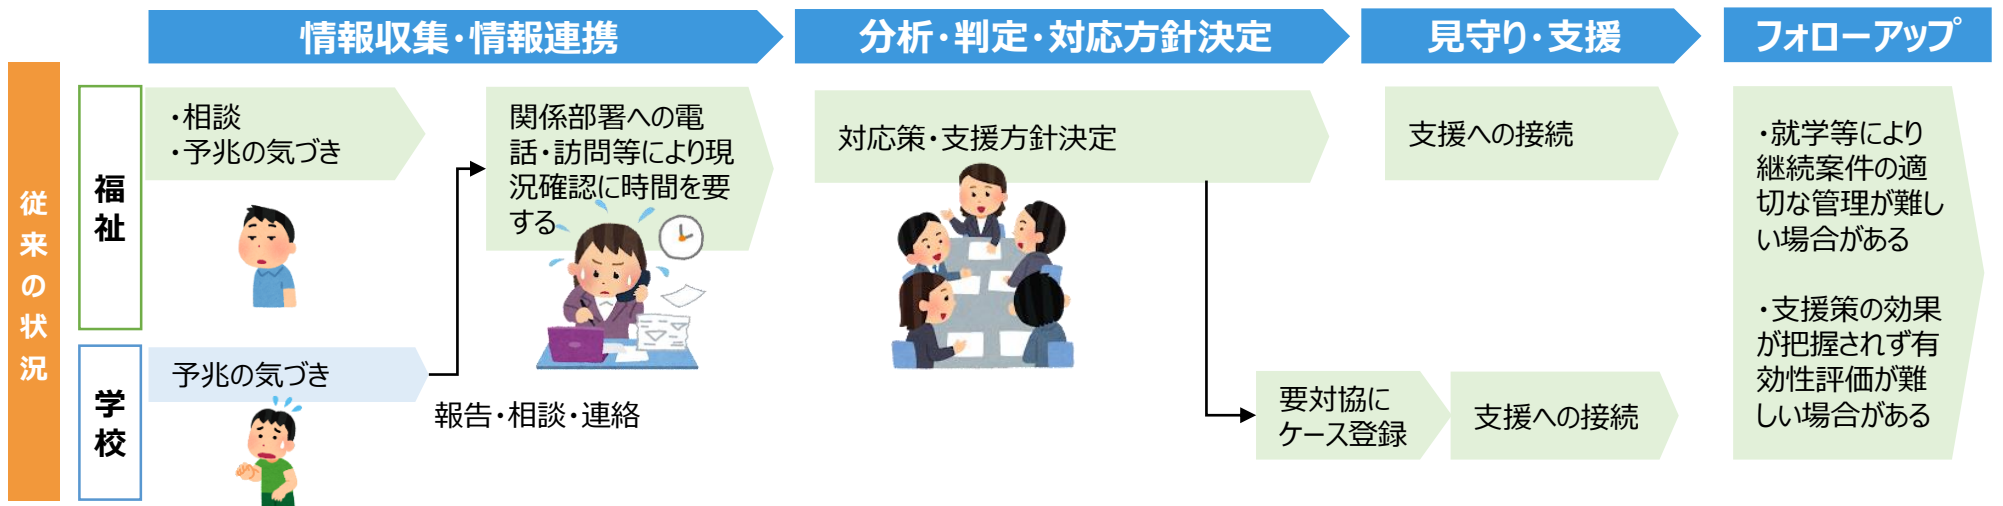 情報収集・情報連携
分析・判定・対応方針決定
見守り・支援
フォローアップ
従来の状況
福祉
・相談
・予兆の気づき
関係部署への電
話・訪問等により現
況確認に時間を要
する
対応策・支援方針決定
支援への接続
・就学等により
継続案件の適
切な管理が難し
い場合がある
・支援策の効果
が把握されず有
効性評価が難
しい場合がある
学校
予兆の気づき
報告・相談・連絡
要対協に
ケース登録
支援への接続